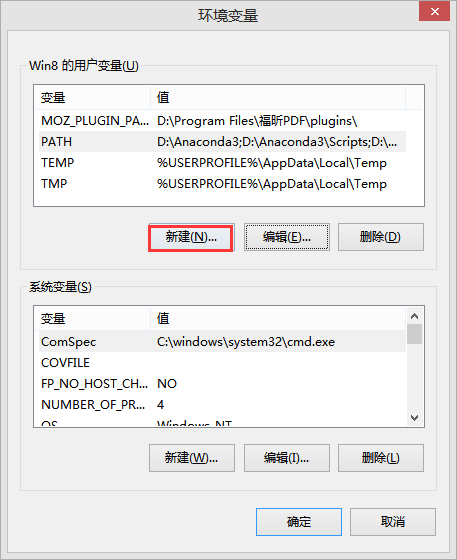 环境变量
Win8 的用户变量(U)
变量 值
MOZ_PLUGIN_PA... D:\Program Files\福昕PDF\plugins\
PATH D:\Anaconda3;D:\Anaconda3\Scripts;D:\...
TEMP %USERPROFILE%\AppData\Local\Temp
TMP %USERPROFILE%\AppData\Local\Temp
新建(N)... 编辑(E)... 删除(D)
系统变量(S)
变量 值
ComSpec C:\windows\system32\cmd.exe
COVFILE
FP_NO_HOST_CH... NO
NUMBER_OF_PR... 4
OS Windows_NT
新建(W)... 编辑(I)... 删除(L)
确定 取消